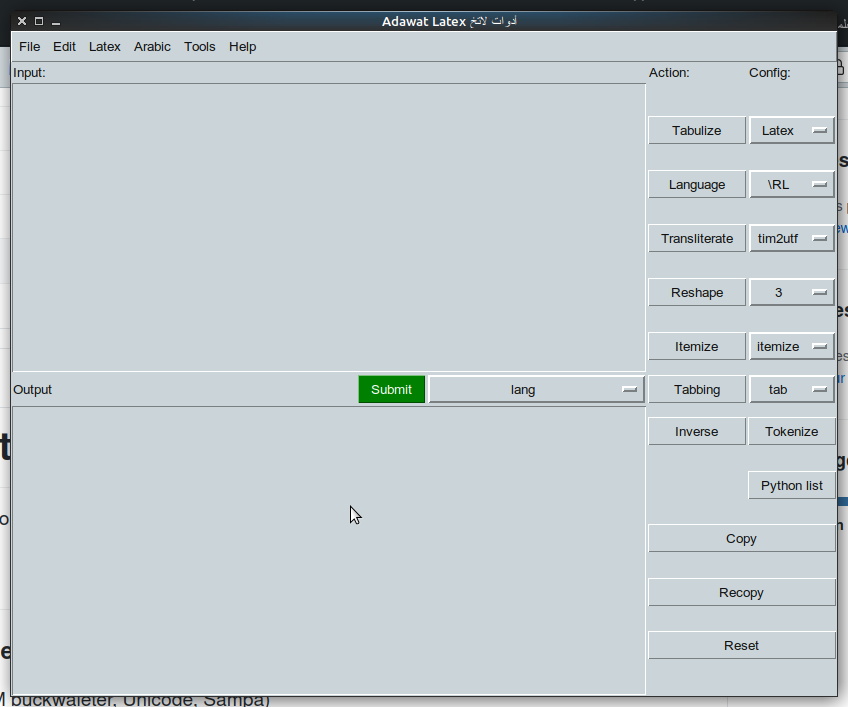 Adawat Latex أدوات لاتخ
File Edit Latex Arabic Tools Help
Input: Action: Config:
Tabulize Latex
Language \RL
Transliterate tim2utf
Reshape 3
Itemize itemize
Output Submit lang Tabbing tab
Inverse Tokenize
Python list
Copy
Recopy
Reset
buckwaleter, Unicode, Sampa)